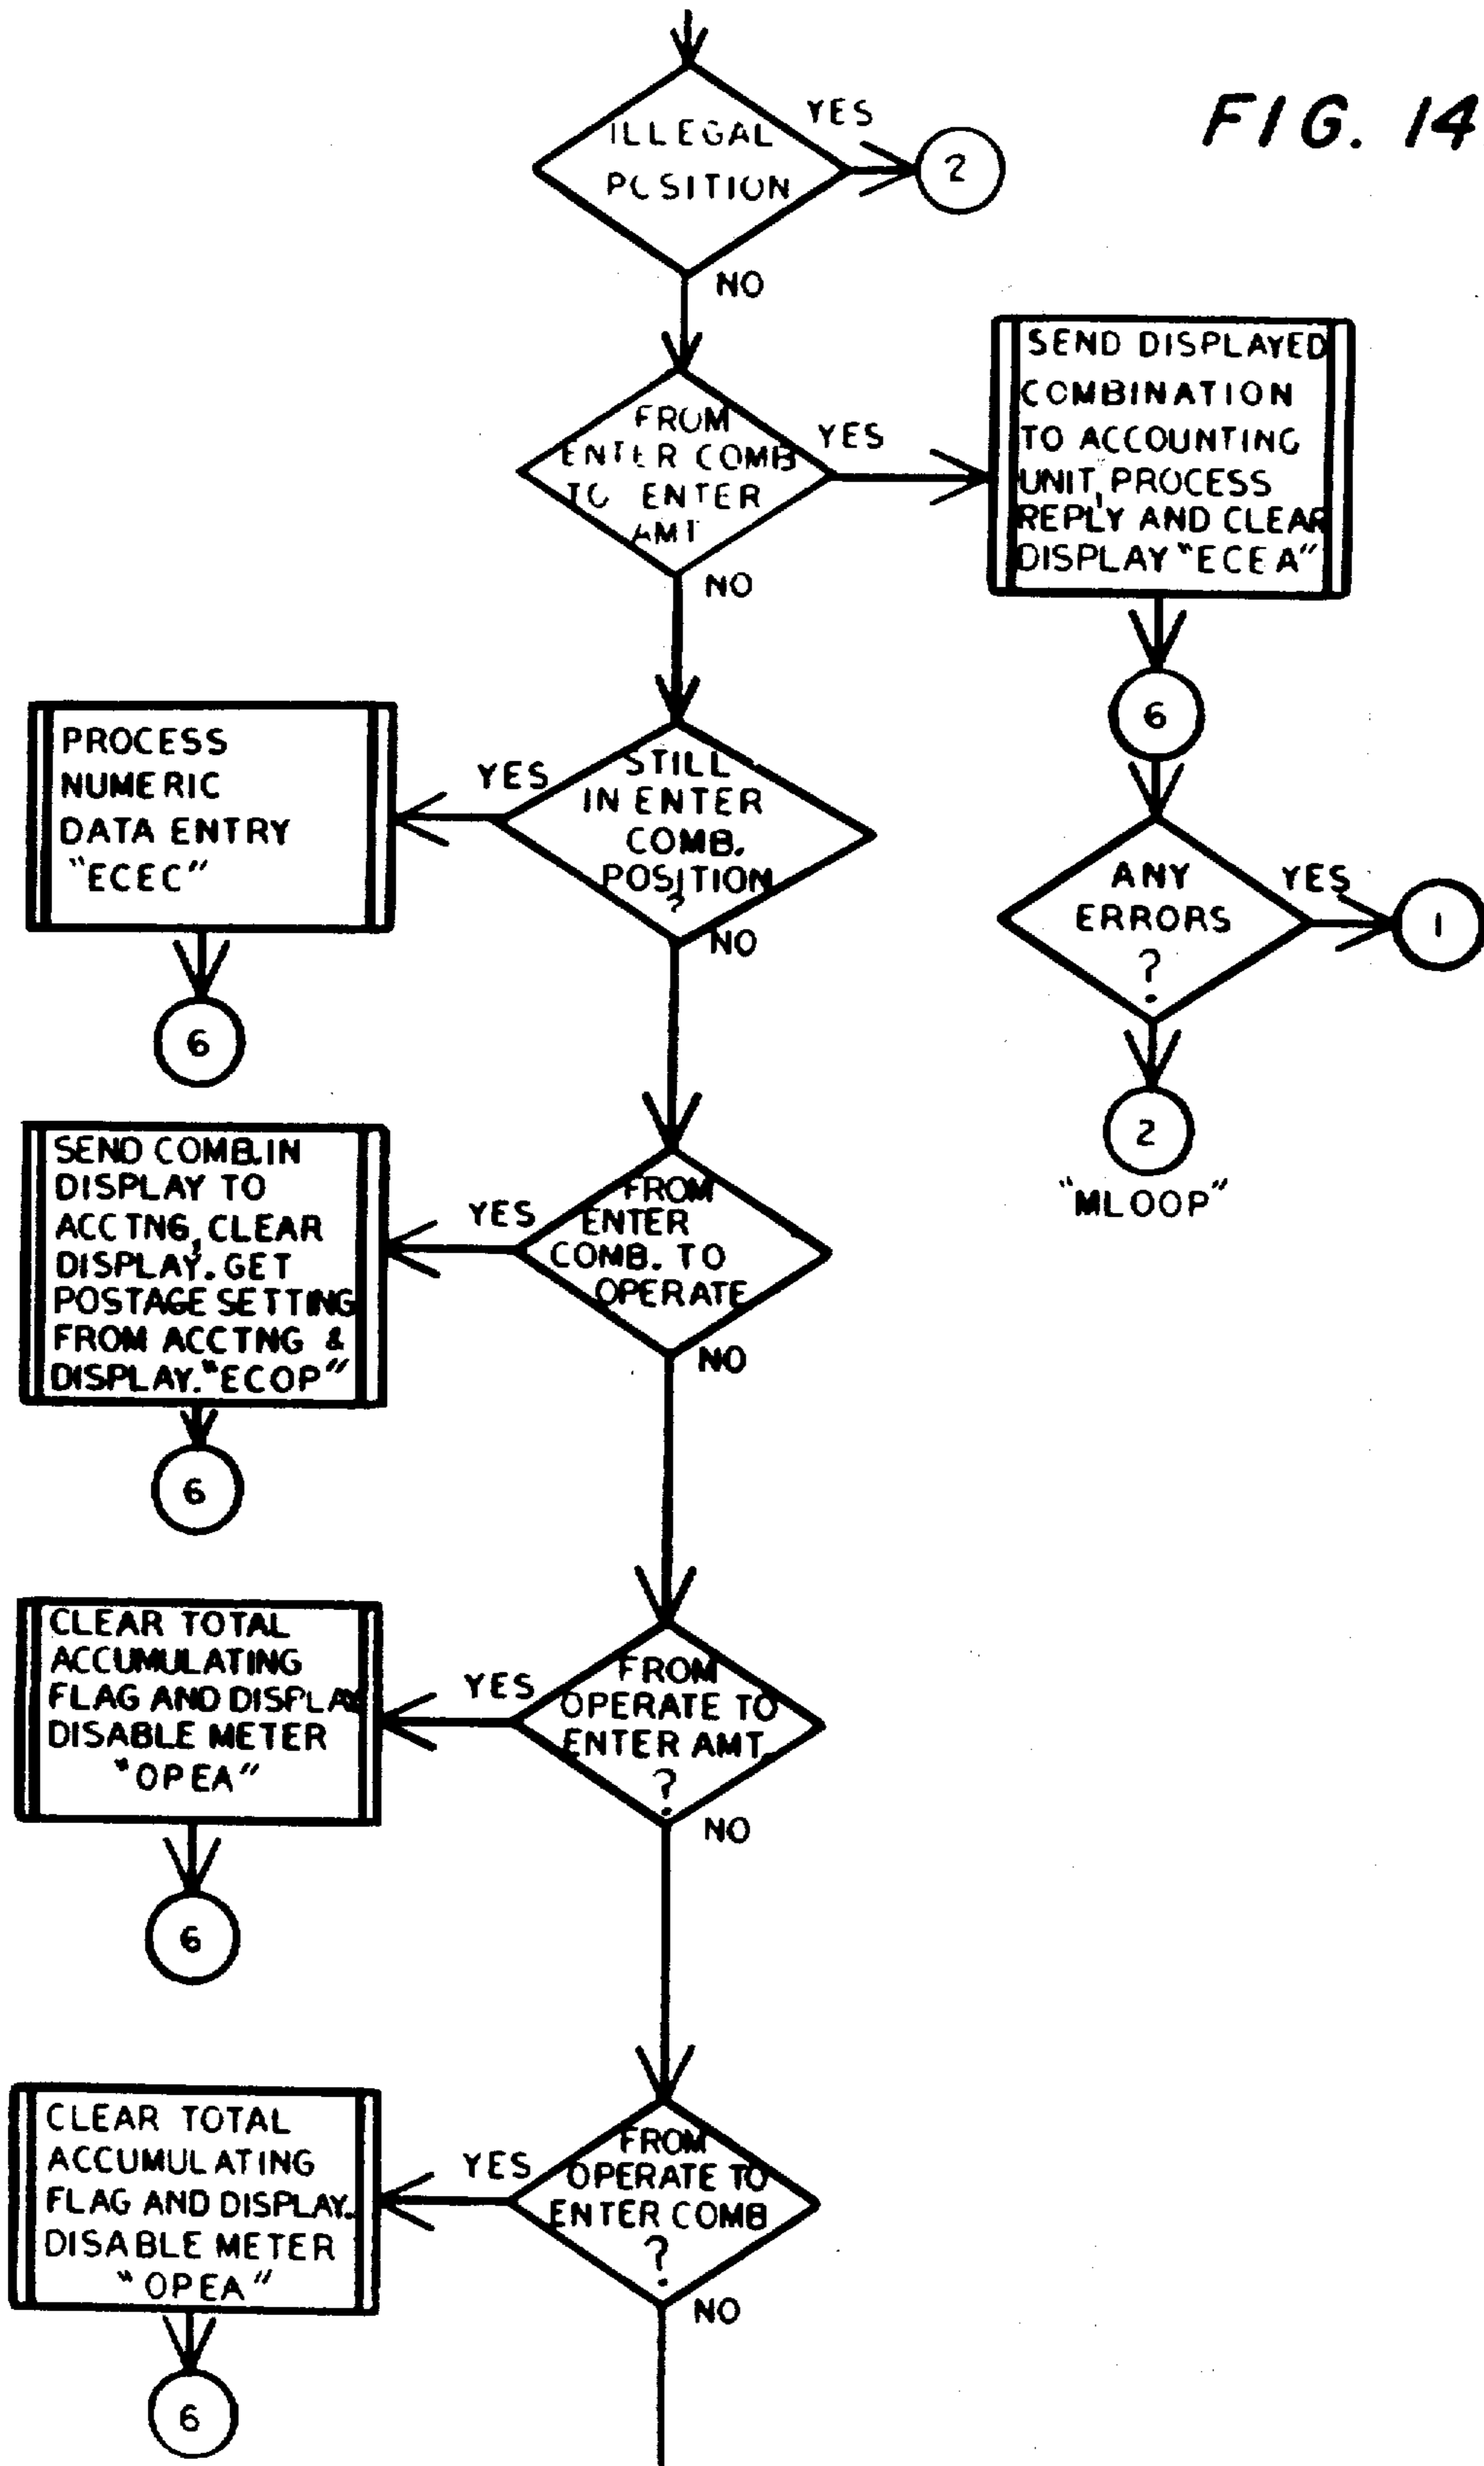 FIG. 14
ILLEGAL
POSITION
YES
2
NO
FROM
ENTER COMB
TO ENTER
AMT
YES
NO
SEND DISPLAYED
COMBINATION
TO ACCOUNTING
UNIT, PROCESS
REPLY AND CLEAR
DISPLAY "ECEA"
6
ANY
ERRORS
?
YES
1
2
"MLOOP"
STILL
IN ENTER
COMB.
POSITION
?
YES
NO
PROCESS
NUMERIC
DATA ENTRY
"ECEC"
6
FROM
ENTER
COMB. TO
OPERATE
YES
NO
SEND COMB.IN
DISPLAY TO
ACCTNG, CLEAR
DISPLAY. GET
POSTAGE SETTING
FROM ACCTNG &
DISPLAY. "ECOP"
6
FROM
OPERATE TO
ENTER AMT.
?
YES
NO
CLEAR TOTAL
ACCUMULATING
FLAG AND DISPLAY
DISABLE METER
"OPEA"
6
FROM
OPERATE TO
ENTER COMB
?
YES
NO
CLEAR TOTAL
ACCUMULATING
FLAG AND DISPLAY.
DISABLE METER
"OPEA"
6